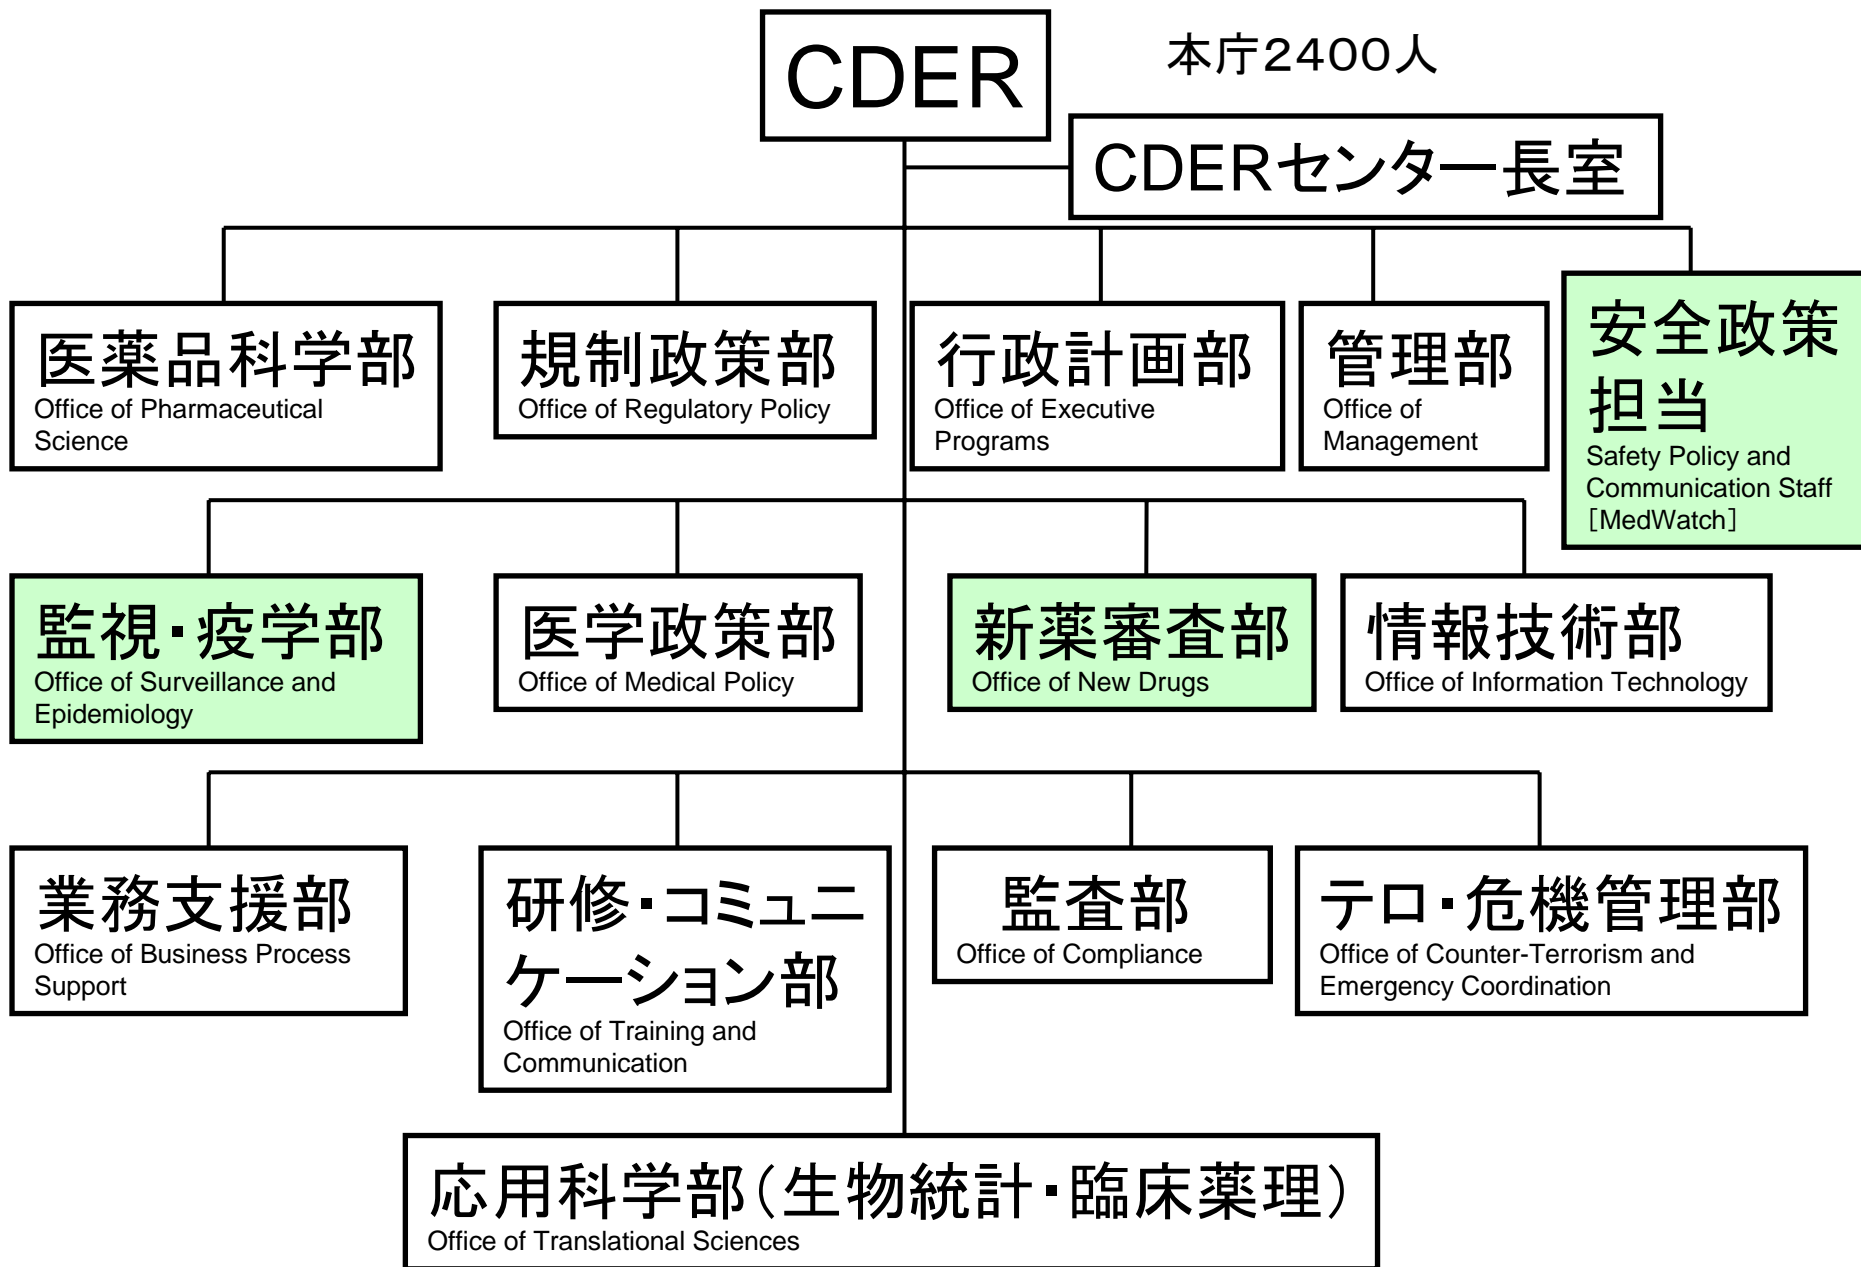 CDER
本庁2400人
CDERセンター長室
医薬品科学部
Office of Pharmaceutical
Science
規制政策部
Office of Regulatory Policy
行政計画部
Office of Executive
Programs
管理部
Office of
Management
安全政策
担当
Safety Policy and
Communication Staff
［MedWatch］
監視・疫学部
Office of Surveillance and
Epidemiology
医学政策部
Office of Medical Policy
新薬審査部
Office of New Drugs
情報技術部
Office of Information Technology
業務支援部
Office of Business Process
Support
研修・コミュニ
ケーション部
Office of Training and
Communication
監査部
Office of Compliance
テロ・危機管理部
Office of Counter-Terrorism and
Emergency Coordination
応用科学部（生物統計・臨床薬理）
Office of Translational Sciences